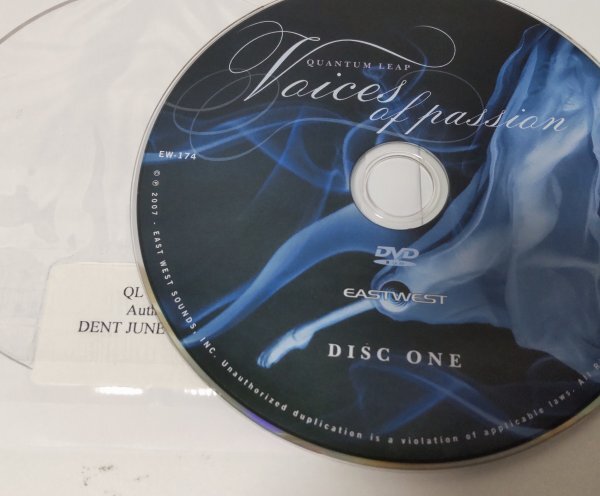 QUANTUM LEAP
Voices
of passion
EW-174
DVD
EASTWEST
DISC ONE
© ℗ 2007 · EAST WEST SOUNDS, INC. Unauthorized duplication is a violation of applicable laws. All
QL
DENT JUNE